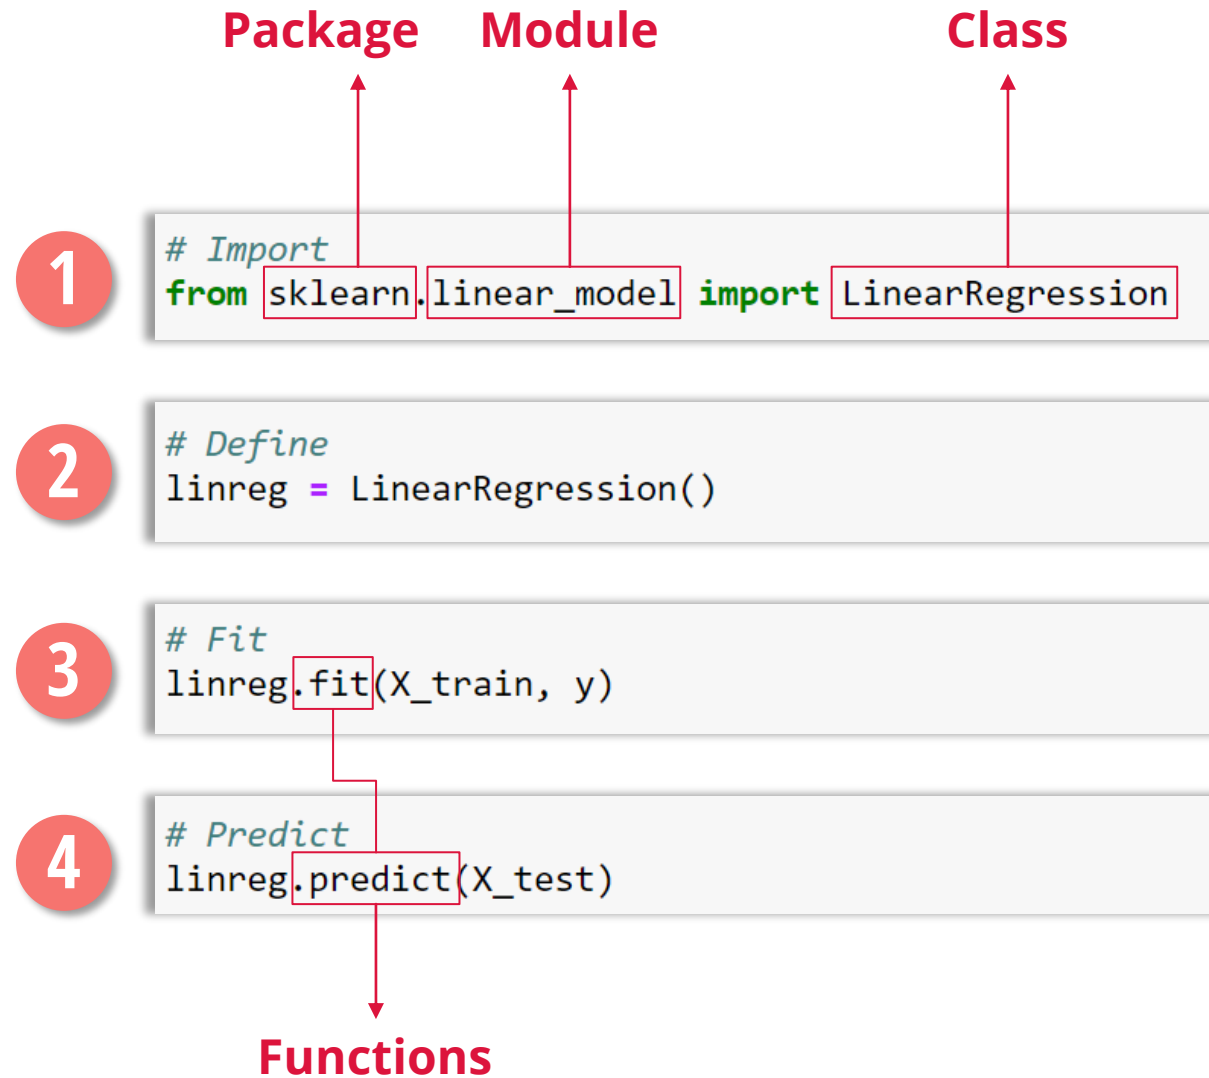 Package Module Class
1
# Import
from sklearn.linear_model import LinearRegression
2
# Define
linreg = LinearRegression()
3
# Fit
linreg.fit(X_train, y)
4
# Predict
linreg.predict(X_test)
Functions